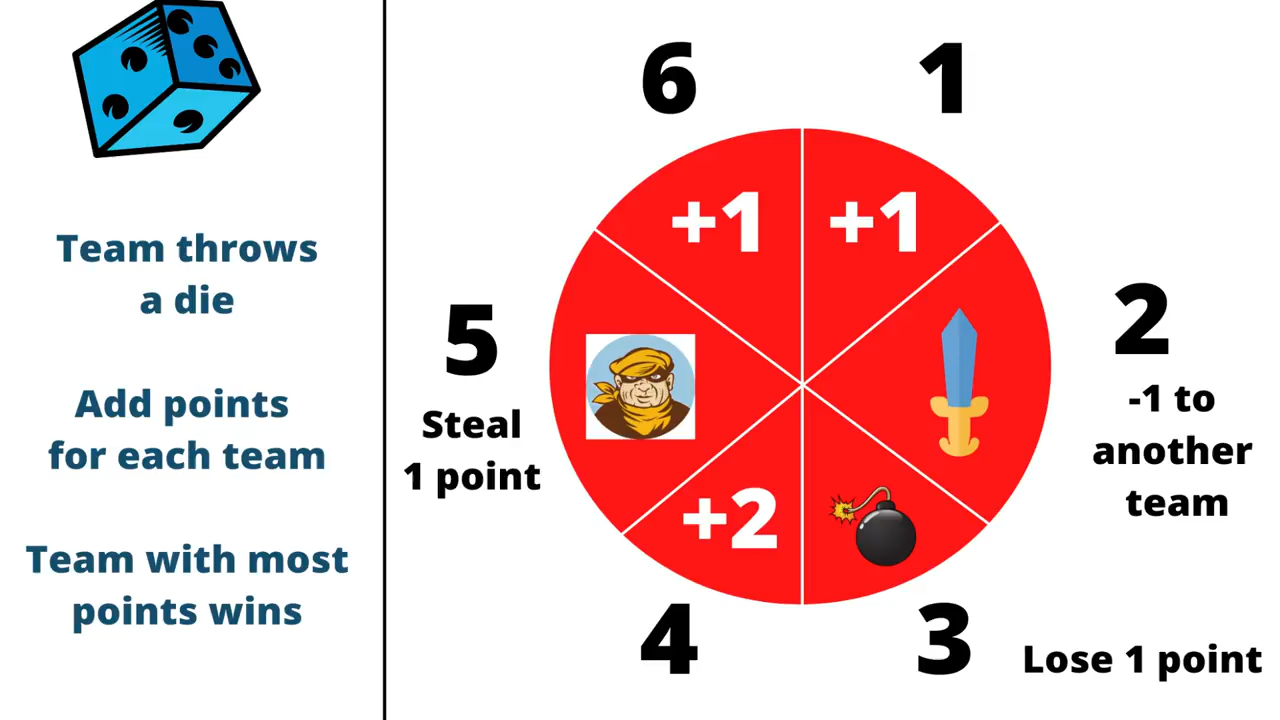 Team throws
a die
Add points
for each team
Team with most
points wins
6
1
+1
+1
5
Steal
1 point
2
-1 to
another
team
+2
4
3
Lose 1 point